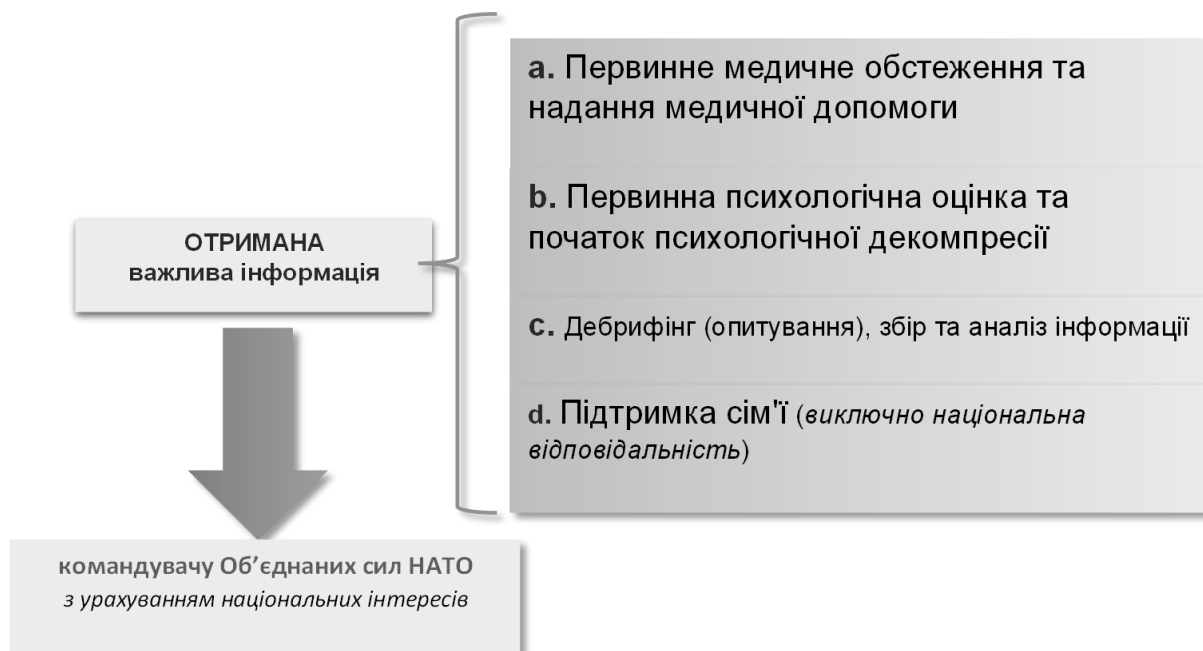 ОТРИМАНА
важлива інформація
a. Первинне медичне обстеження та
надання медичної допомоги
b. Первинна психологічна оцінка та
початок психологічної декомпресії
c. Дебрифінг (опитування), збір та аналіз інформації
d. Підтримка сім'ї (виключно національна
відповідальність)
командувачу Об’єднаних сил НАТО
з урахуванням національних інтересів